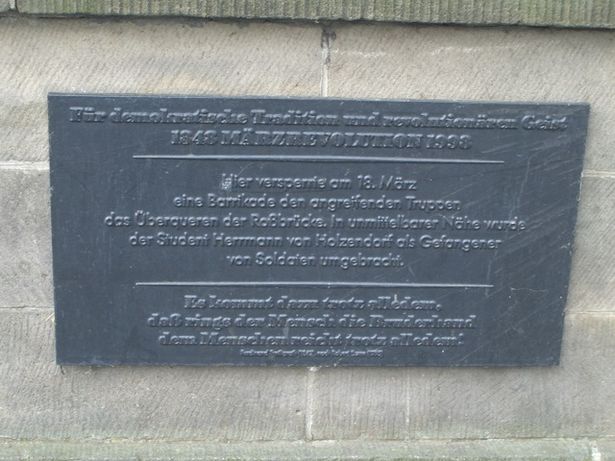 Für demokratische Tradition und revolutionären Geist
1848 MÄRZREVOLUTION 1998
Hier versperrte am 18. März
eine Barrikade den angreifenden Truppen
das Überqueren der Roßbrücke. In unmittelbarer Nähe wurde
der Student Herrmann von Holzendorf als Gefangener
von Soldaten umgebracht.
Es kommt dazu trotz alledem,
daß rings der Mensch die Bruderhand
dem Menschen reicht trotz alledem!